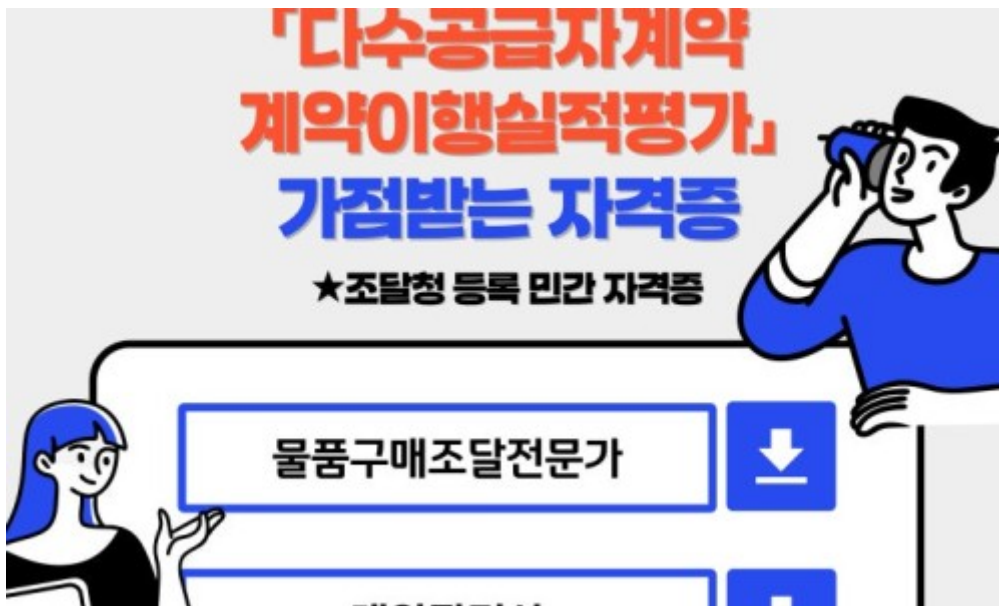 「다수공급자계약
계약이행실적평가」
가점받는 자격증
★조달청 등록 민간 자격증
물품구매조달전문가